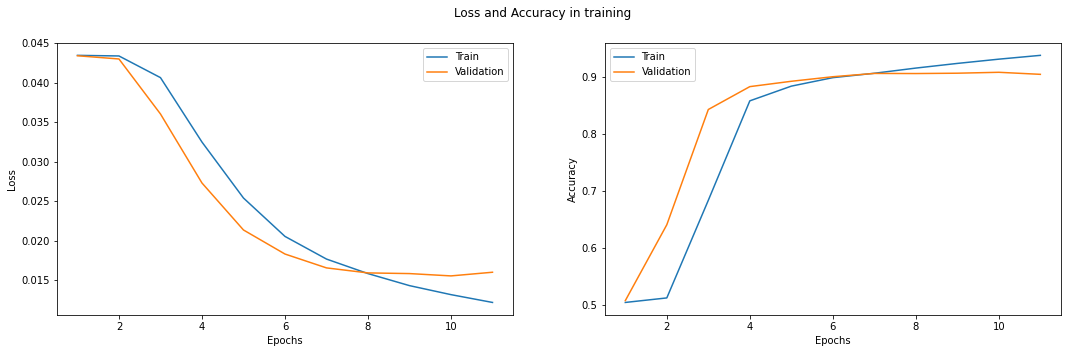 Loss and Accuracy in training
0.045
0.040
0.035
0.030
0.025
0.020
0.015
Loss
2
4
6
8
10
Epochs
Train
Validation
0.9
0.8
0.7
0.6
0.5
Accuracy
2
4
6
8
10
Epochs
Train
Validation